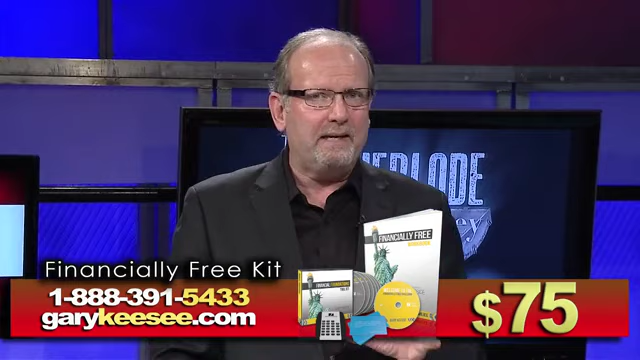 FINANCIALLY FREE
Financially Free Kit
1-888-391-5433
garykeesee.com
$75